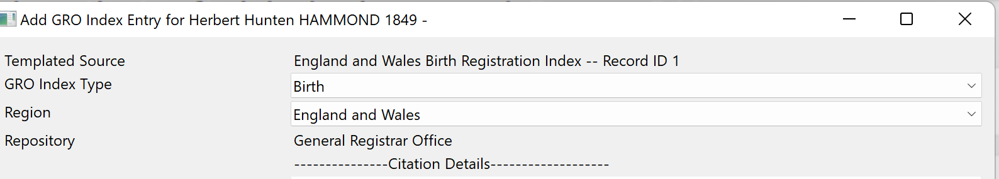 Add GRO Index Entry for Herbert Hunten HAMMOND 1849 -
Templated Source England and Wales Birth Registration Index -- Record ID 1
GRO Index Type Birth
Region England and Wales
Repository General Registrar Office
---------------Citation Details-------------------